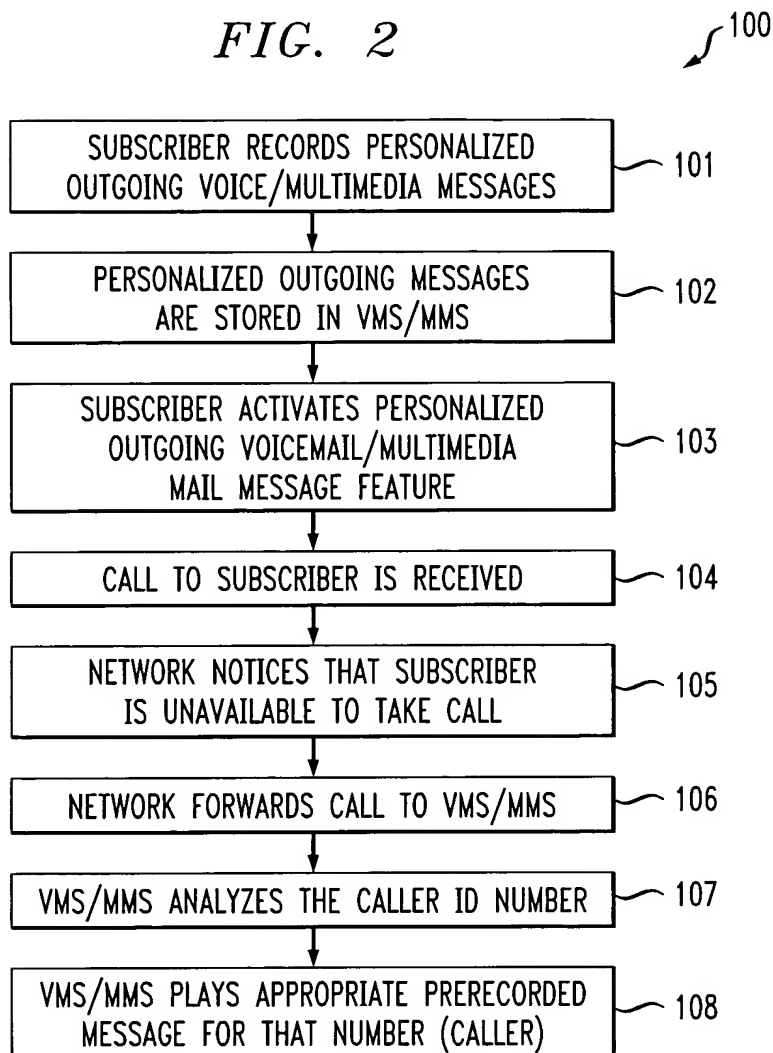 FIG. 2
100
SUBSCRIBER RECORDS PERSONALIZED
OUTGOING VOICE/MULTIMEDIA MESSAGES
101
PERSONALIZED OUTGOING MESSAGES
ARE STORED IN VMS/MMS
102
SUBSCRIBER ACTIVATES PERSONALIZED
OUTGOING VOICEMAIL/MULTIMEDIA
MAIL MESSAGE FEATURE
103
CALL TO SUBSCRIBER IS RECEIVED
104
NETWORK NOTICES THAT SUBSCRIBER
IS UNAVAILABLE TO TAKE CALL
105
NETWORK FORWARDS CALL TO VMS/MMS
106
VMS/MMS ANALYZES THE CALLER ID NUMBER
107
VMS/MMS PLAYS APPROPRIATE PRERECORDED
MESSAGE FOR THAT NUMBER (CALLER)
108